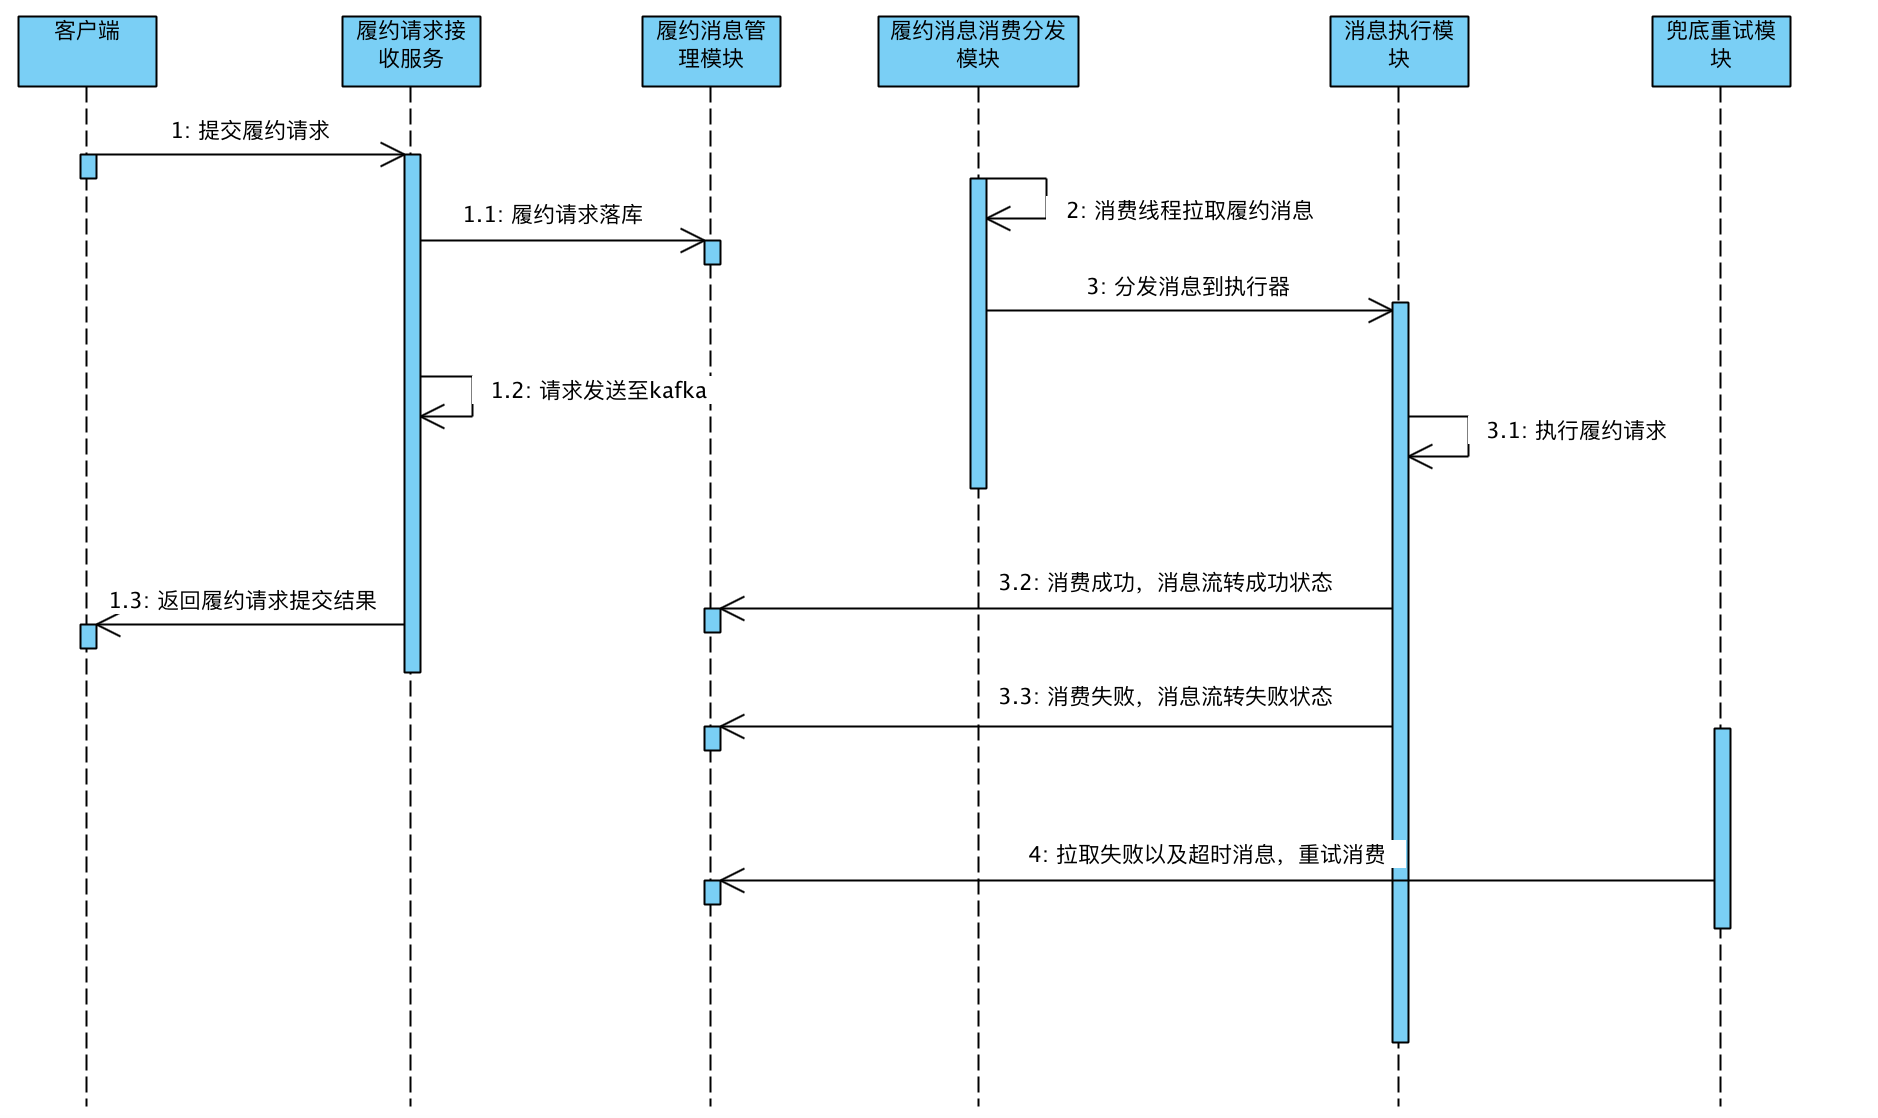 客户端
履约请求接
收服务
履约消息管
理模块
履约消息消费分发
模块
消息执行模
块
兜底重试模
块
1: 提交履约请求
1.1: 履约请求落库
2: 消费线程拉取履约消息
3: 分发消息到执行器
1.2: 请求发送至kafka
3.1: 执行履约请求
3.2: 消费成功，消息流转成功状态
1.3: 返回履约请求提交结果
3.3: 消费失败，消息流转失败状态
4: 拉取失败以及超时消息，重试消费